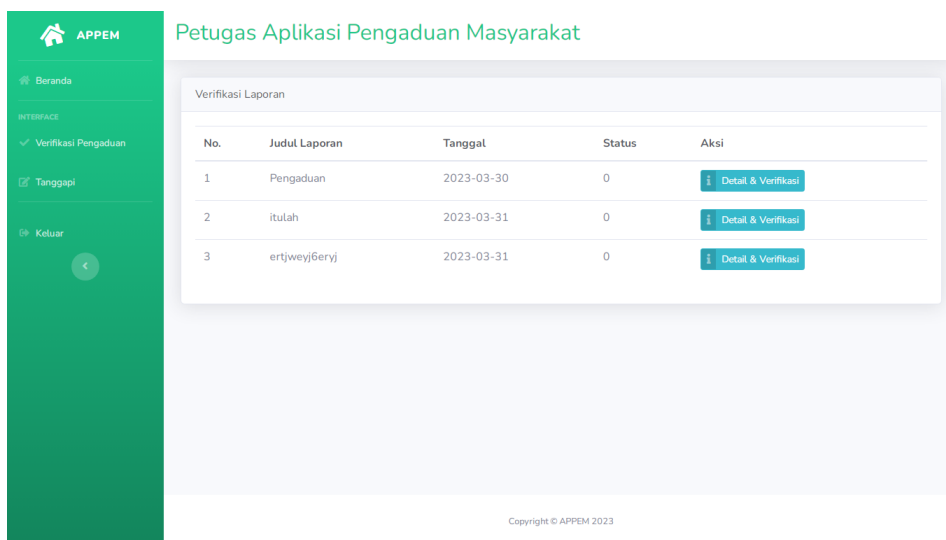 APPEM
Petugas Aplikasi Pengaduan Masyarakat
Beranda
INTERFACE
Verifikasi Pengaduan
Tanggapi
Keluar
Verifikasi Laporan
No. Judul Laporan Tanggal Status Aksi
1 Pengaduan 2023-03-30 0 Detail & Verifikasi
2 itulah 2023-03-31 0 Detail & Verifikasi
3 ertjweyj6eryj 2023-03-31 0 Detail & Verifikasi
Copyright © APPEM 2023